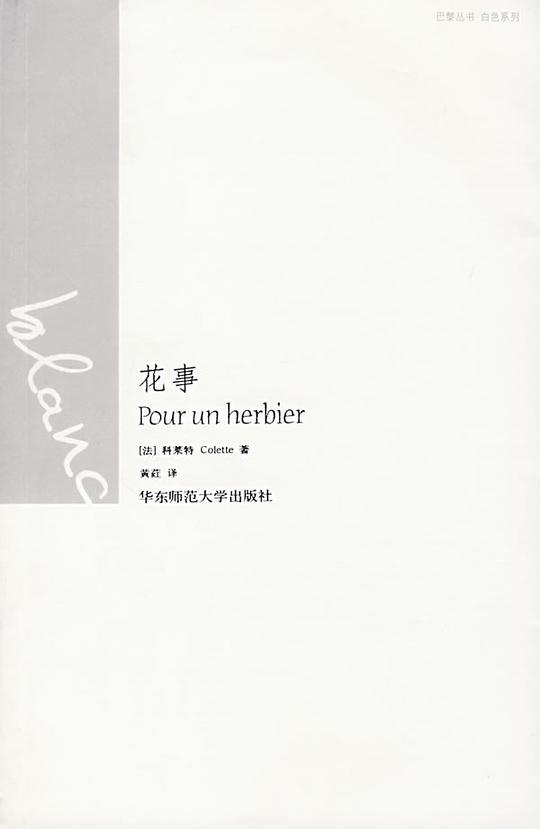 巴黎丛书·白色系列
blanc
花事
Pour un herbier
[法] 科莱特 Colette 著
黄荭 译
华东师范大学出版社